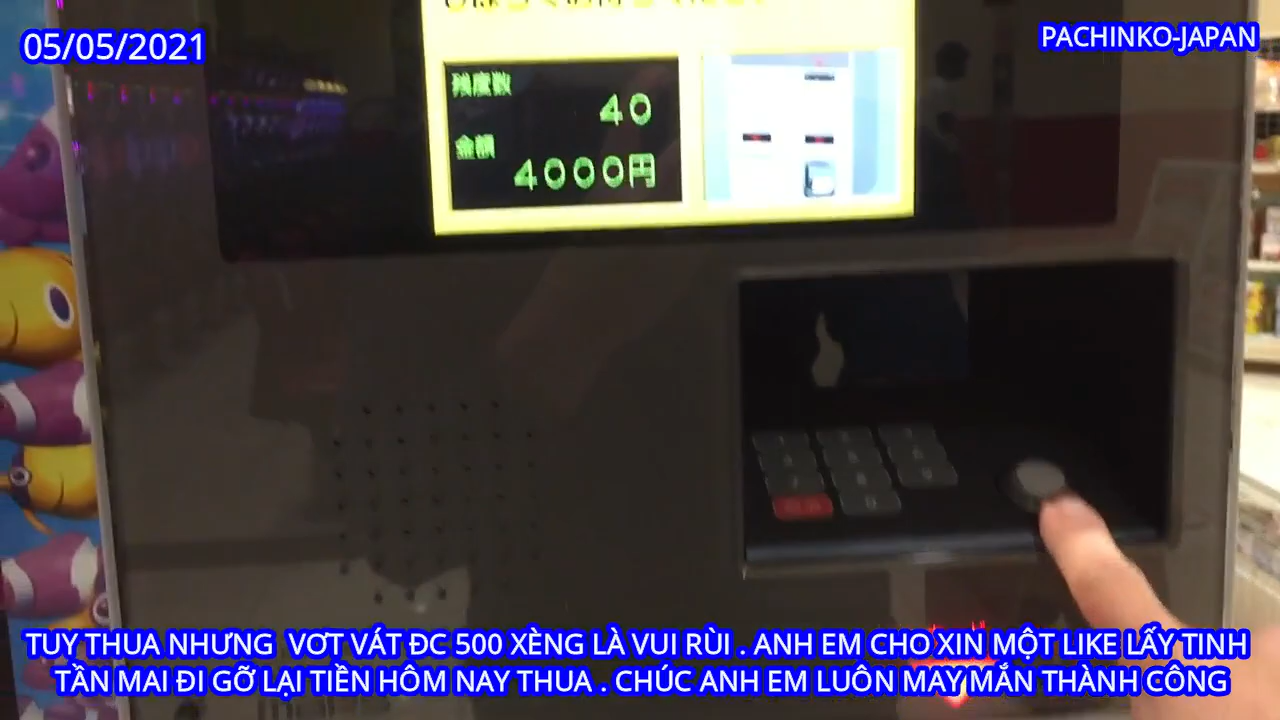 05/05/2021
PACHINKO-JAPAN
残度数
40
金額
4000円
TUY THUA NHƯNG VƠT VÁT ĐC 500 XÈNG LÀ VUI RÙI . ANH EM CHO XIN MỘT LIKE LẤY TINH
TẦN MAI ĐI GỠ LẠI TIỀN HÔM NAY THUA . CHÚC ANH EM LUÔN MAY MẮN THÀNH CÔNG